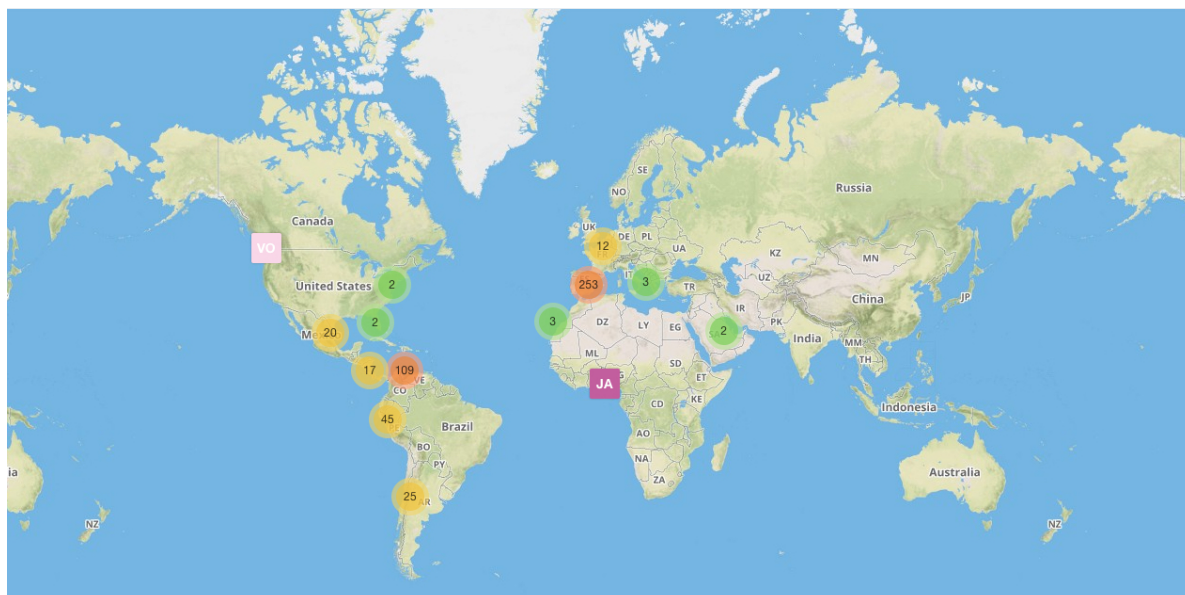 SE
NO
Russia
Canada
UK
DE
PL
VO
12
UA
KZ
MN
IT
2
United States
253
3
TR
UZ
China
JP
IR
20
2
3
DZ
LY
EG
2
PK
India
ML
SD
MM
TH
17
109
VE
CO
JA
G
ET
KE
45
Brazil
CD
Indonesia
BO
AO
PY
NA
ia
Australia
25
AR
ZA
NZ
NZ